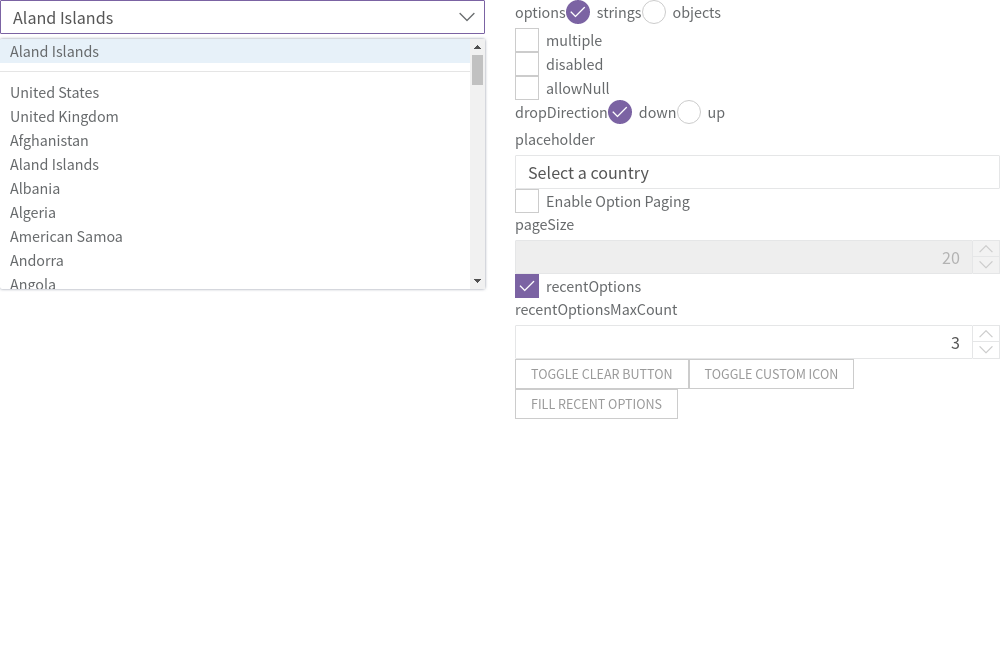 Aland Islands
Aland Islands
United States
United Kingdom
Afghanistan
Aland Islands
Albania
Algeria
American Samoa
Andorra
Angola
options strings objects
multiple
disabled
allowNull
dropDirection down up
placeholder
Select a country
Enable Option Paging
pageSize
20
recentOptions
recentOptionsMaxCount
3
TOGGLE CLEAR BUTTON TOGGLE CUSTOM ICON
FILL RECENT OPTIONS